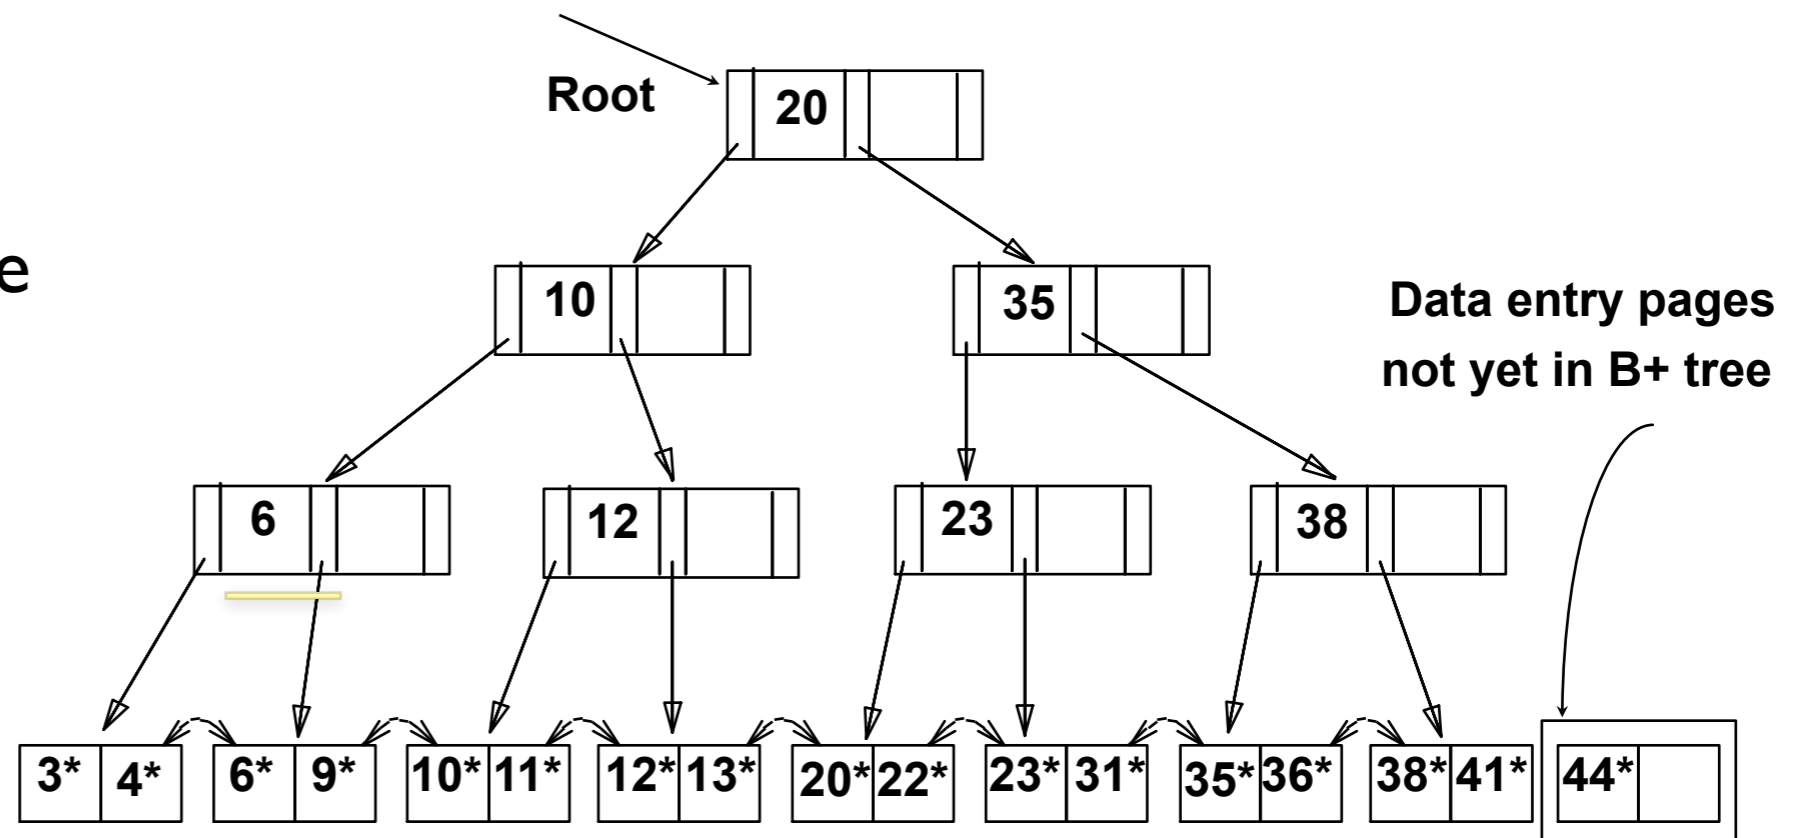 20
Root
e
10
35
Data entry pages
not yet in B+ tree
6
12
23
38
3* 4* 6* 9* 10* 11* 12* 13* 20* 22* 23* 31* 35* 36* 38* 41* 44*